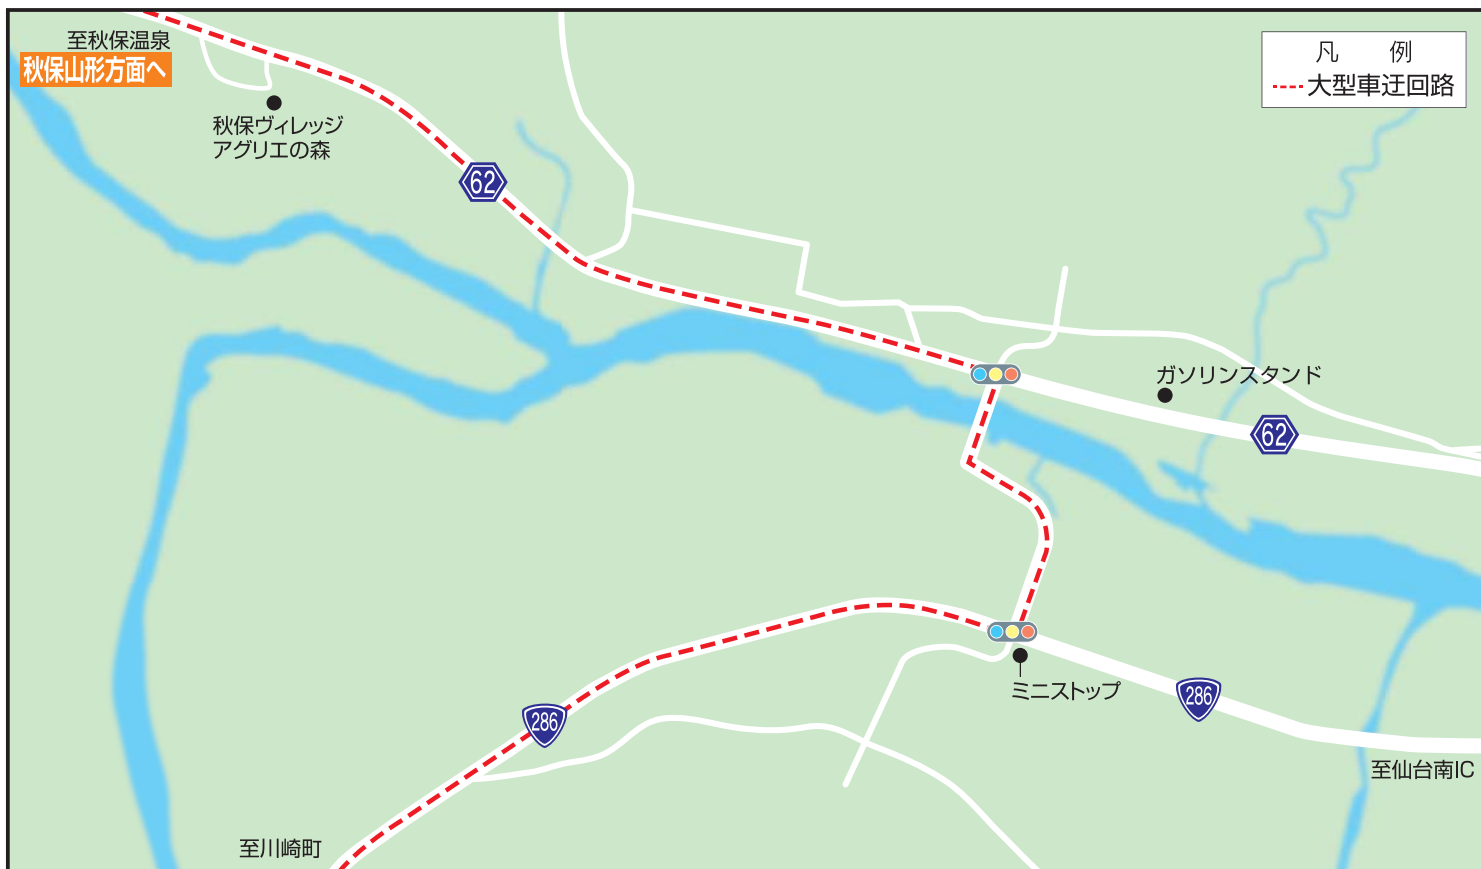 至秋保温泉
秋保山形方面へ
凡 例
大型車迂回路
秋保ヴィレッジ
アグリエの森
62
ガソリンスタンド
62
ミニストップ
286
286
至仙台南IC
至川崎町